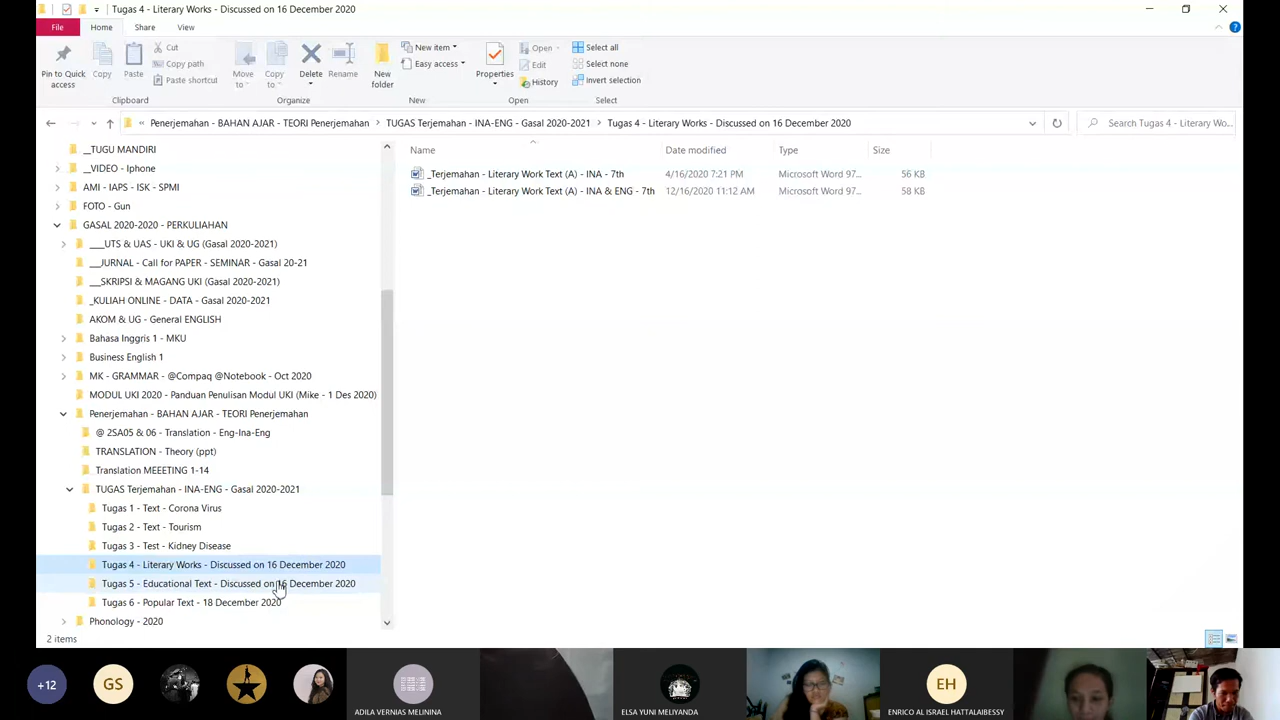 Tugas 4 - Literary Works - Discussed on 16 December 2020
File Home Share View
Pin to Quick access
Copy
Paste
Cut
Copy path
Paste shortcut
Clipboard
Move to
Copy to
Delete
Rename
Organize
New folder
New item
Easy access
New
Properties
Open
Edit
History
Open
Select all
Select none
Invert selection
Select
« Penerjemahan - BAHAN AJAR - TEORI Penerjemahan > TUGAS Terjemahan - INA-ENG - Gasal 2020-2021 > Tugas 4 - Literary Works - Discussed on 16 December 2020
Search Tugas 4 - Literary Wo...
__TUGU MANDIRI
__VIDEO - Iphone
AMI - IAPS - ISK - SPMI
FOTO - Gun
GASAL 2020-2020 - PERKULIAHAN
___UTS & UAS - UKI & UG (Gasal 2020-2021)
__JURNAL - Call for PAPER - SEMINAR - Gasal 20-21
__SKRIPSI & MAGANG UKI (Gasal 2020-2021)
_KULIAH ONLINE - DATA - Gasal 2020-2021
AKOM & UG - General ENGLISH
Bahasa Inggris 1 - MKU
Business English 1
MK - GRAMMAR - @Compaq @Notebook - Oct 2020
MODUL UKI 2020 - Panduan Penulisan Modul UKI (Mike - 1 Des 2020)
Penerjemahan - BAHAN AJAR - TEORI Penerjemahan
@ 2SA05 & 06 - Translation - Eng-Ina-Eng
TRANSLATION - Theory (ppt)
Translation MEEETING 1-14
TUGAS Terjemahan - INA-ENG - Gasal 2020-2021
Tugas 1 - Text - Corona Virus
Tugas 2 - Text - Tourism
Tugas 3 - Test - Kidney Disease
Tugas 4 - Literary Works - Discussed on 16 December 2020
Tugas 5 - Educational Text - Discussed on 16 December 2020
Tugas 6 - Popular Text - 18 December 2020
Phonology - 2020
Name Date modified Type Size
_Terjemahan - Literary Work Text (A) - INA - 7th 4/16/2020 7:21 PM Microsoft Word 97... 56 KB
_Terjemahan - Literary Work Text (A) - INA & ENG - 7th 12/16/2020 11:12 AM Microsoft Word 97... 58 KB
2 items
+12
GS
ADILA VERNIAS MELININA
ELSA YUNI MELIYANDA
EH
ENRICO AL ISRAEL HATTALAIBESSY